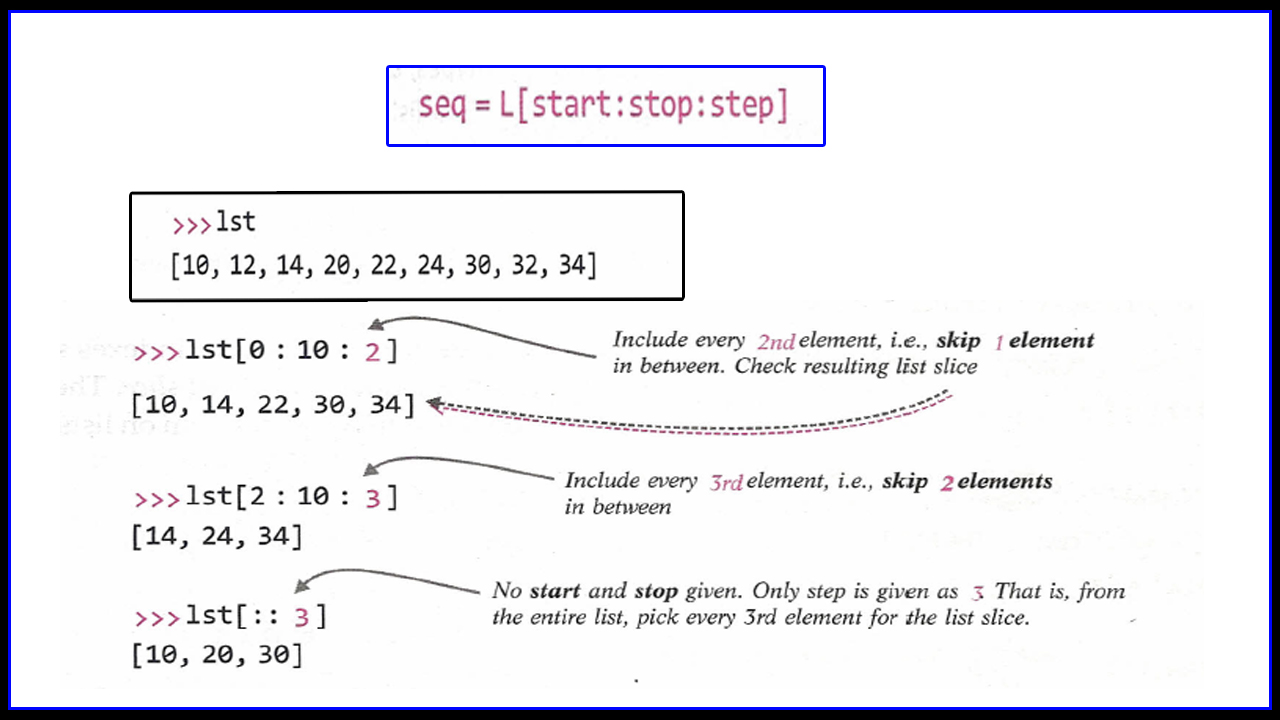 seq = L[start:stop:step]
>>>lst
[10, 12, 14, 20, 22, 24, 30, 32, 34]
>>>lst[0 : 10 : 2]
Include every 2nd element, i.e., skip 1 element
in between. Check resulting list slice
[10, 14, 22, 30, 34]
>>>lst[2 : 10 : 3]
Include every 3rd element, i.e., skip 2 elements
in between
[14, 24, 34]
>>>lst[:: 3]
No start and stop given. Only step is given as 3. That is, from
the entire list, pick every 3rd element for the list slice.
[10, 20, 30]